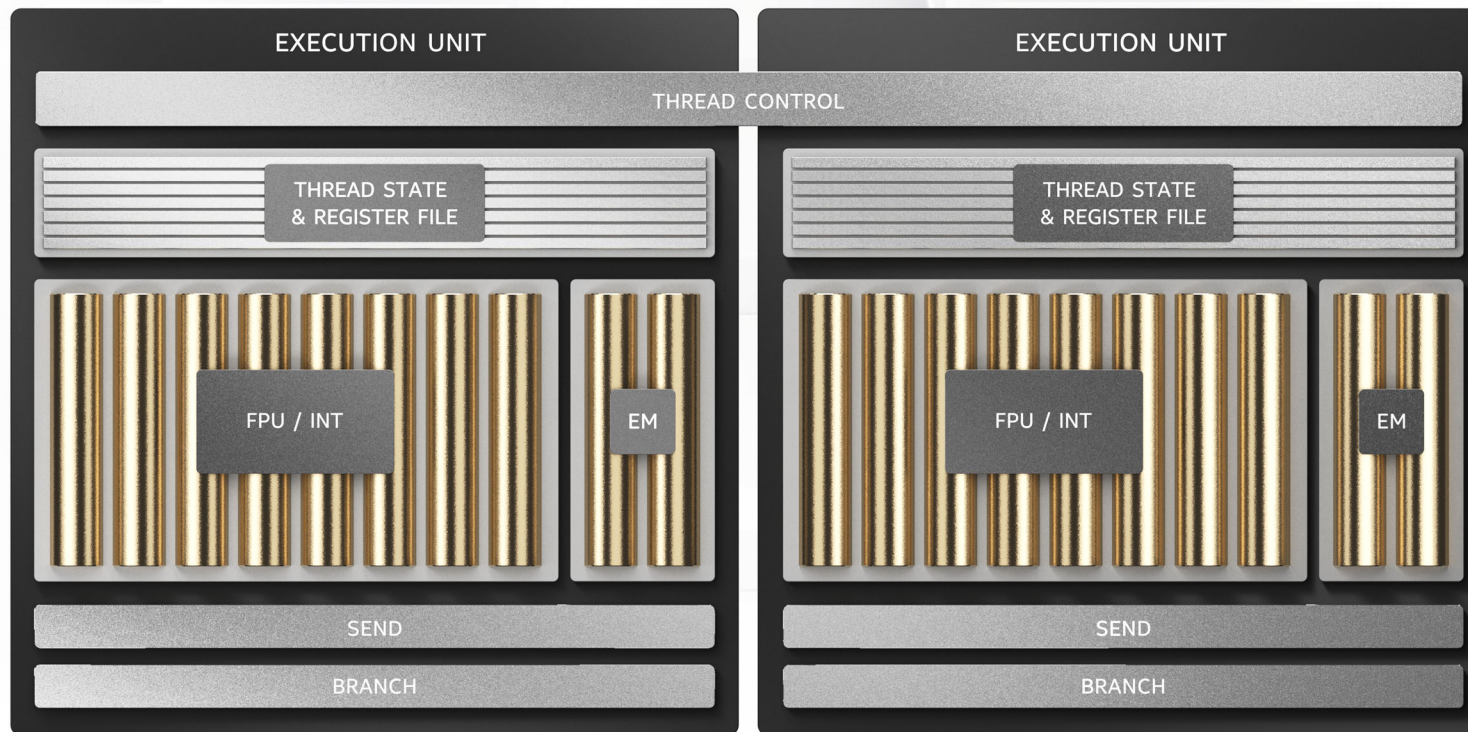 EXECUTION UNIT
EXECUTION UNIT
THREAD CONTROL
THREAD STATE
& REGISTER FILE
THREAD STATE
& REGISTER FILE
FPU / INT
EM
FPU / INT
EM
SEND
SEND
BRANCH
BRANCH